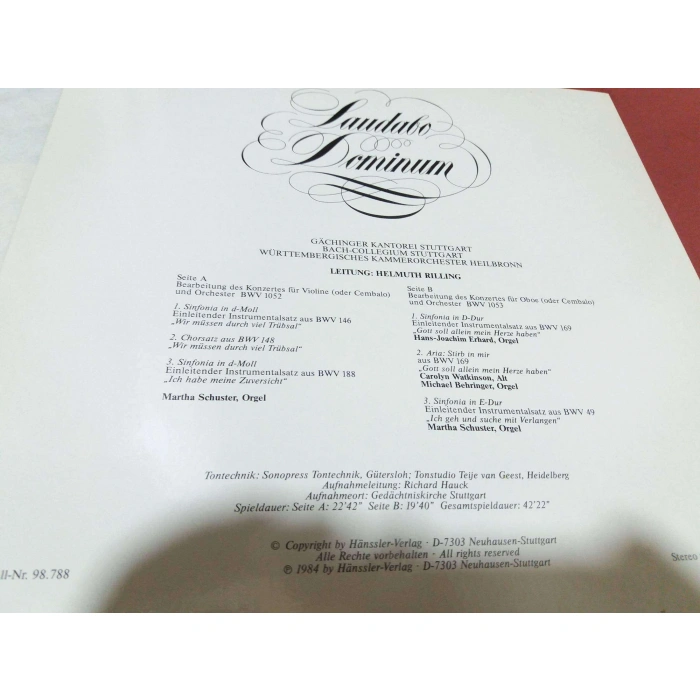 Laudabo
Dominum
GÄCHINGER KANTOREI STUTTGART
BACH-COLLEGIUM STUTTGART
WÜRTTEMBERGISCHES KAMMERORCHESTER HEILBRONN
LEITUNG: HELMUTH RILLING
Seite A
Bearbeitung des Konzertes für Violine (oder Cembalo)
und Orchester BWV 1052
1. Sinfonia in d-Moll
Einleitender Instrumentalsatz aus BWV 146
„Wir müssen durch viel Trübsal“
2. Chorsatz aus BWV 148
„Wir müssen durch viel Trübsal“
3. Sinfonia in d-Moll
Einleitender Instrumentalsatz aus BWV 188
„Ich habe meine Zuversicht“
Martha Schuster, Orgel
Seite B
Bearbeitung des Konzertes für Oboe (oder Cembalo)
und Orchester BWV 1053
1. Sinfonia in D-Dur
Einleitender Instrumentalsatz aus BWV 169
„Gott soll allein mein Herze haben“
Hans-Joachim Erhard, Orgel
2. Aria: Stirb in mir
aus BWV 169
„Gott soll allein mein Herze haben“
Carolyn Watkinson, Alt
Michael Behringer, Orgel
3. Sinfonia in E-Dur
Einleitender Instrumentalsatz aus BWV 49
„Ich geh und suche mit Verlangen“
Martha Schuster, Orgel
Tontechnik: Sonopress Tontechnik, Gütersloh; Tonstudio Teije van Geest, Heidelberg
Aufnahmeleitung: Richard Hauck
Aufnahmeort: Gedächtniskirche Stuttgart
Spieldauer: Seite A: 22'42" Seite B: 19'40" Gesamtspieldauer: 42'22"
© Copyright by Hänssler-Verlag · D-7303 Neuhausen-Stuttgart
Alle Rechte vorbehalten · All rights reserved
℗ 1984 by Hänssler-Verlag · D-7303 Neuhausen-Stuttgart
ll-Nr. 98.788
Stereo